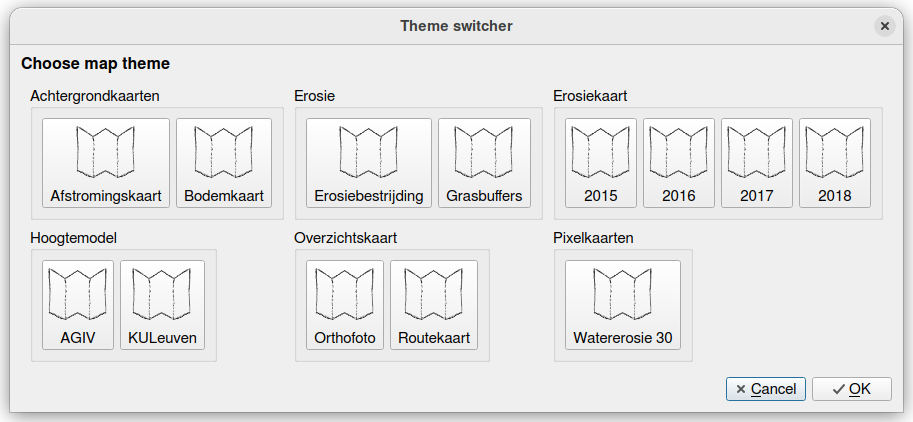 Theme switcher
Choose map theme
Achtergrondkaarten
Afstromingskaart
Bodemkaart
Erosie
Erosiebestrijding
Grasbuffers
Erosiekaart
2015
2016
2017
2018
Hoogtemodel
AGIV
KULeuven
Overzichtskaart
Orthofoto
Routekaart
Pixelkaarten
Watererosie 30
Cancel
OK